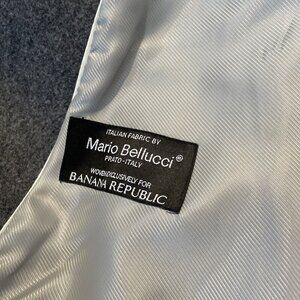 ITALIAN FABRIC BY
Mario Bellucci®
PRATO - ITALY
WOVEN EXCLUSIVELY FOR
BANANA REPUBLIC